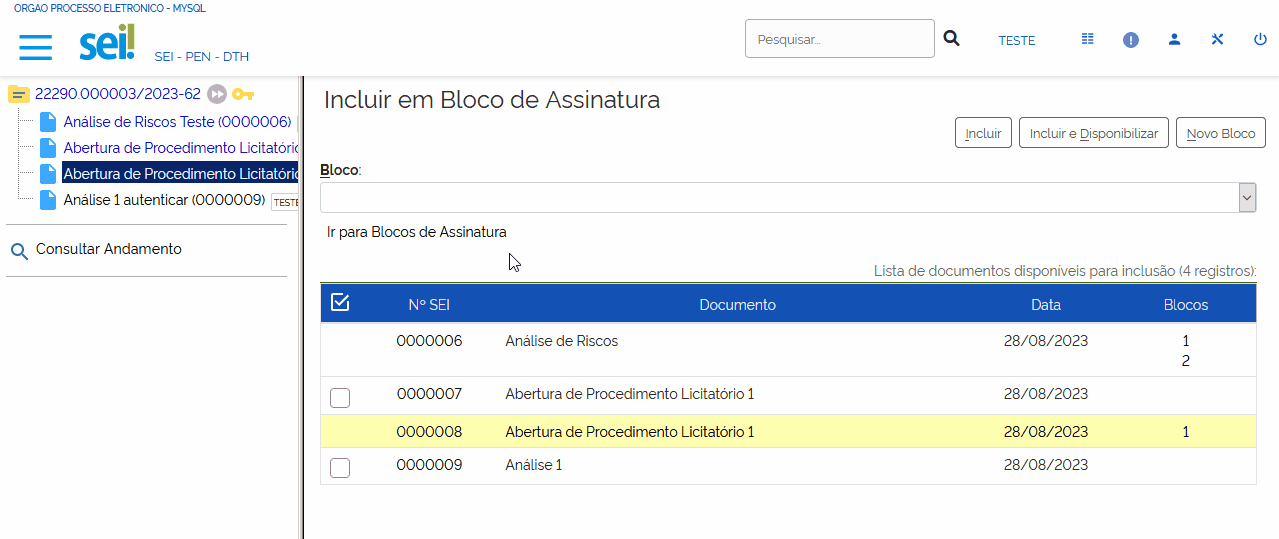 ORGAO PROCESSO ELETRONICO - MYSQL
sei!
SEI - PEN - DTH
Pesquisar...
TESTE
22290.000003/2023-62
Análise de Riscos Teste (0000006)
Abertura de Procedimento Licitatóric
Abertura de Procedimento Licitatóric
Análise 1 autenticar (0000009) TESTE
Consultar Andamento
Incluir em Bloco de Assinatura
Incluir
Incluir e Disponibilizar
Novo Bloco
Bloco:
Ir para Blocos de Assinatura
Lista de documentos disponíveis para inclusão (4 registros):
Nº SEI Documento Data Blocos
0000006 Análise de Riscos 28/08/2023 1
2
0000007 Abertura de Procedimento Licitatório 1 28/08/2023
0000008 Abertura de Procedimento Licitatório 1 28/08/2023 1
0000009 Análise 1 28/08/2023